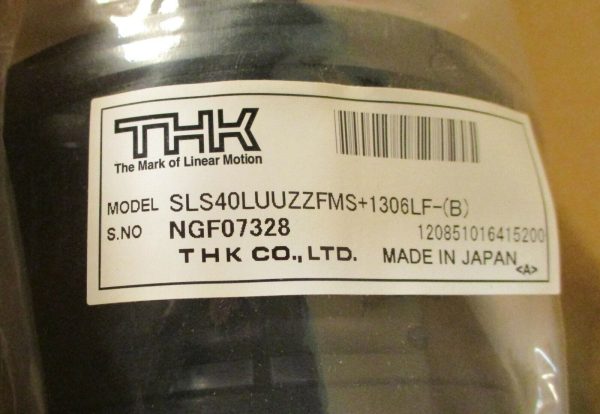 THK
The Mark of Linear Motion
MODEL SLS40LUUZZFMS+1306LF-(B)
S.NO NGF07328
120851016415200
THK CO.,LTD. MADE IN JAPAN
<A>